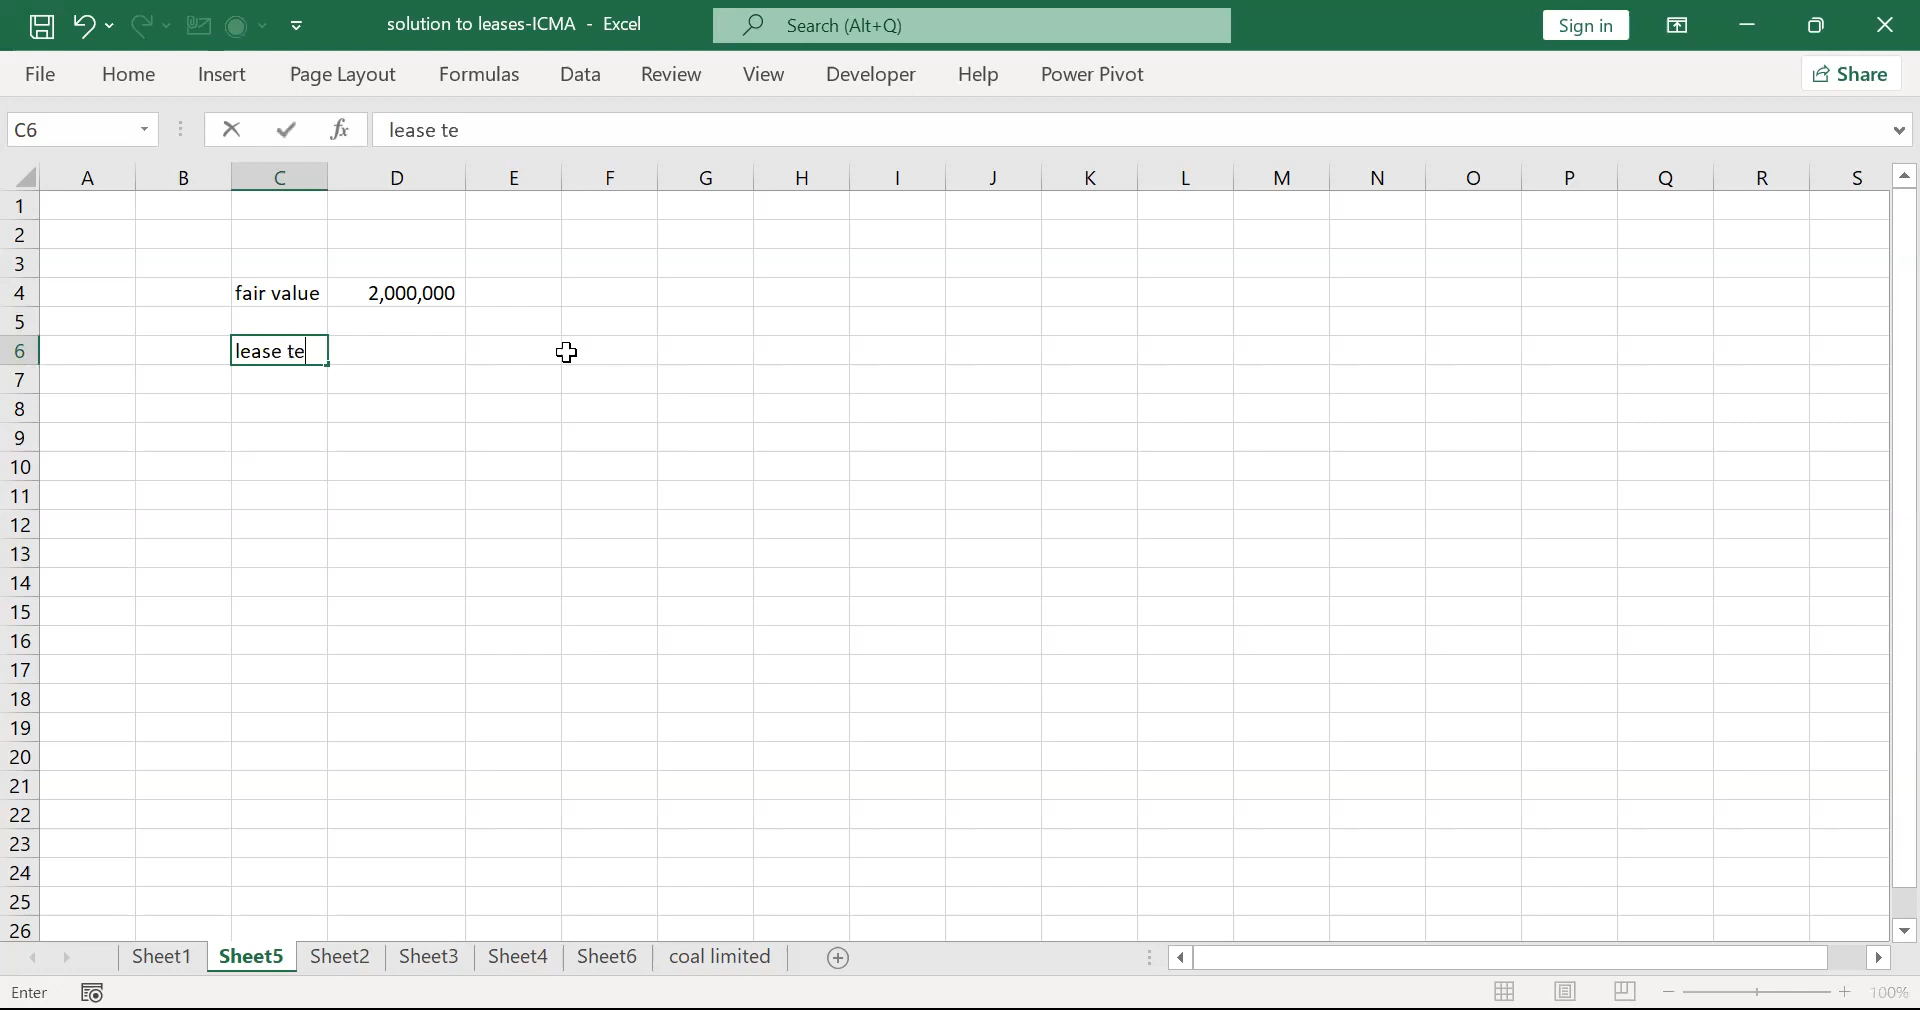 solution to leases-ICMA - Excel
Search (Alt+Q)
Sign in
File Home Insert Page Layout Formulas Data Review View Developer Help Power Pivot
Share
C6 fx lease te
A B C D E F G H I J K L M N O P Q R S
1
2
3
4 fair value 2,000,000
5
6 lease te
7
8
9
10
11
12
13
14
15
16
17
18
19
20
21
22
23
24
25
26
Sheet1 Sheet5 Sheet2 Sheet3 Sheet4 Sheet6 coal limited
Enter 100%